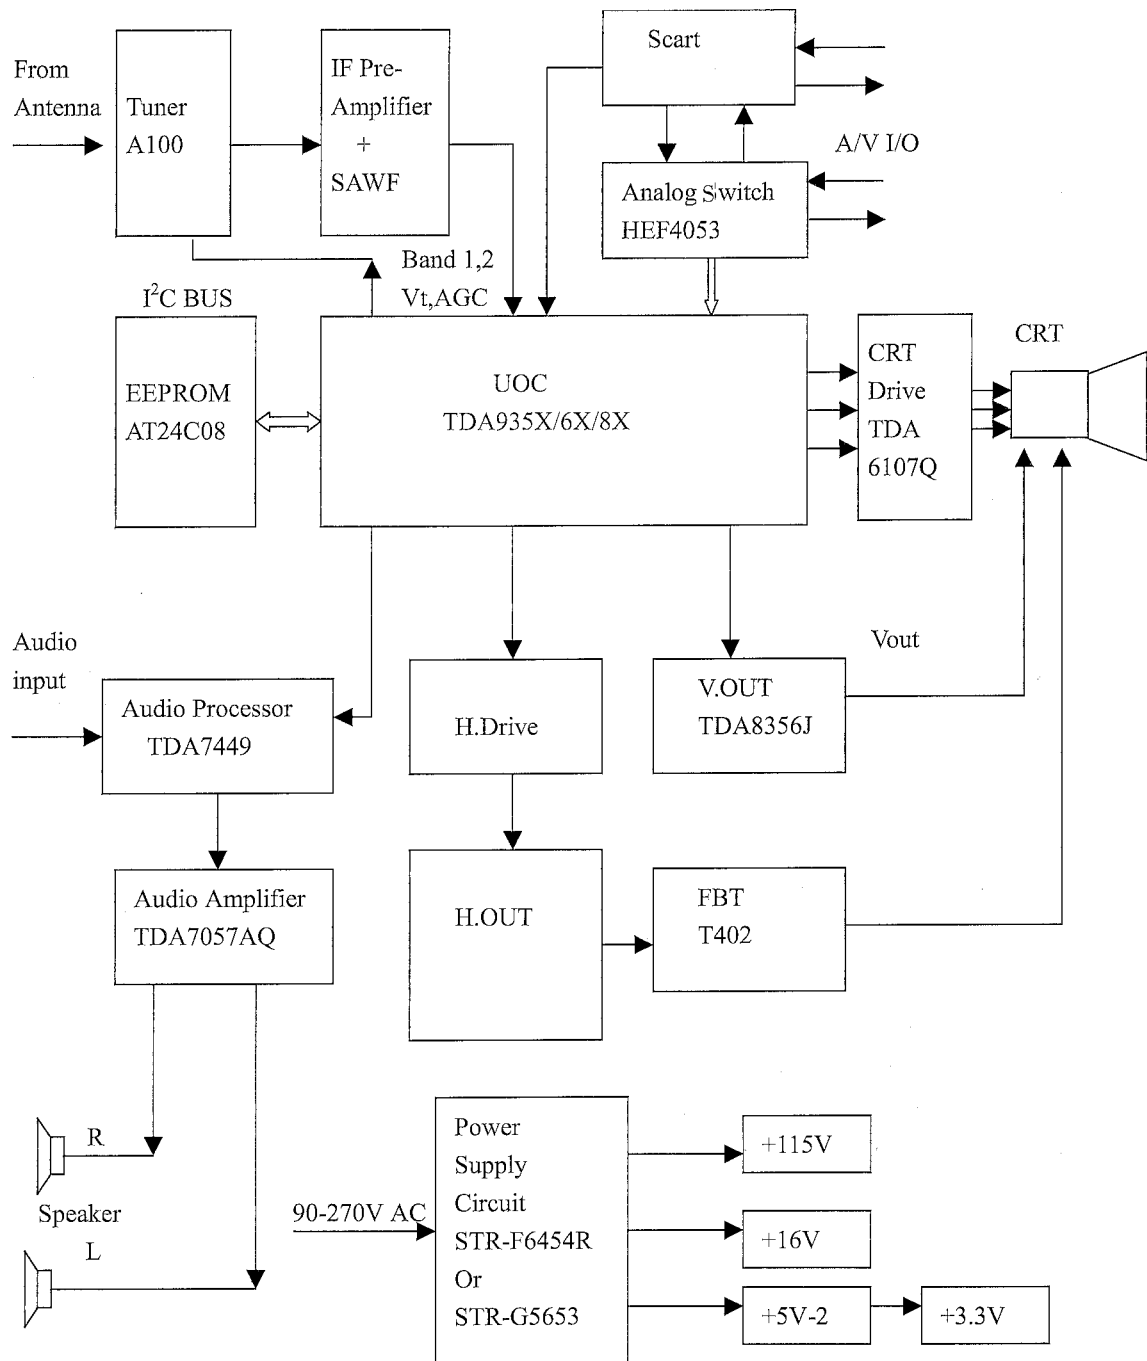 From
Antenna
Tuner
A100
IF Pre-
Amplifier
+
SAWF
Scart
A/V I/O
Analog Switch
HEF4053
Band 1,2
Vt,AGC
I²C BUS
EEPROM
AT24C08
UOC
TDA935X/6X/8X
CRT
Drive
TDA
6107Q
CRT
Audio
input
Audio Processor
TDA7449
H.Drive
V.OUT
TDA8356J
Vout
Audio Amplifier
TDA7057AQ
H.OUT
FBT
T402
R
Speaker
L
90-270V AC
Power
Supply
Circuit
STR-F6454R
Or
STR-G5653
+115V
+16V
+5V-2
+3.3V